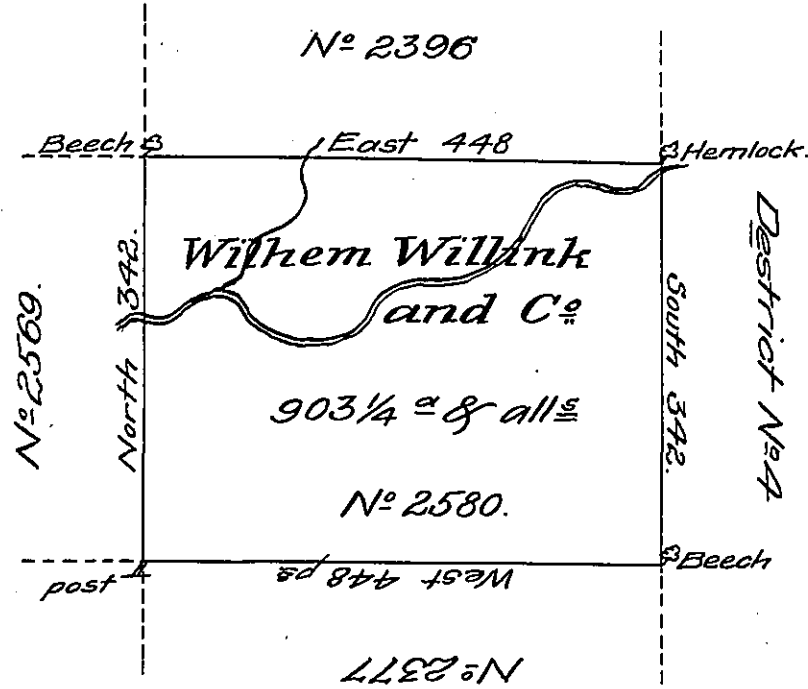 Nº 2396
Beech
East 448
Hemlock.
Wilhem Willink
and Cº
North 342.
Nº 2569.
South 342.
Destrict Nº 4
903 1/4 ª & allˢ
Nº 2580.
post
West 448 ps
Beech
Nº 2377